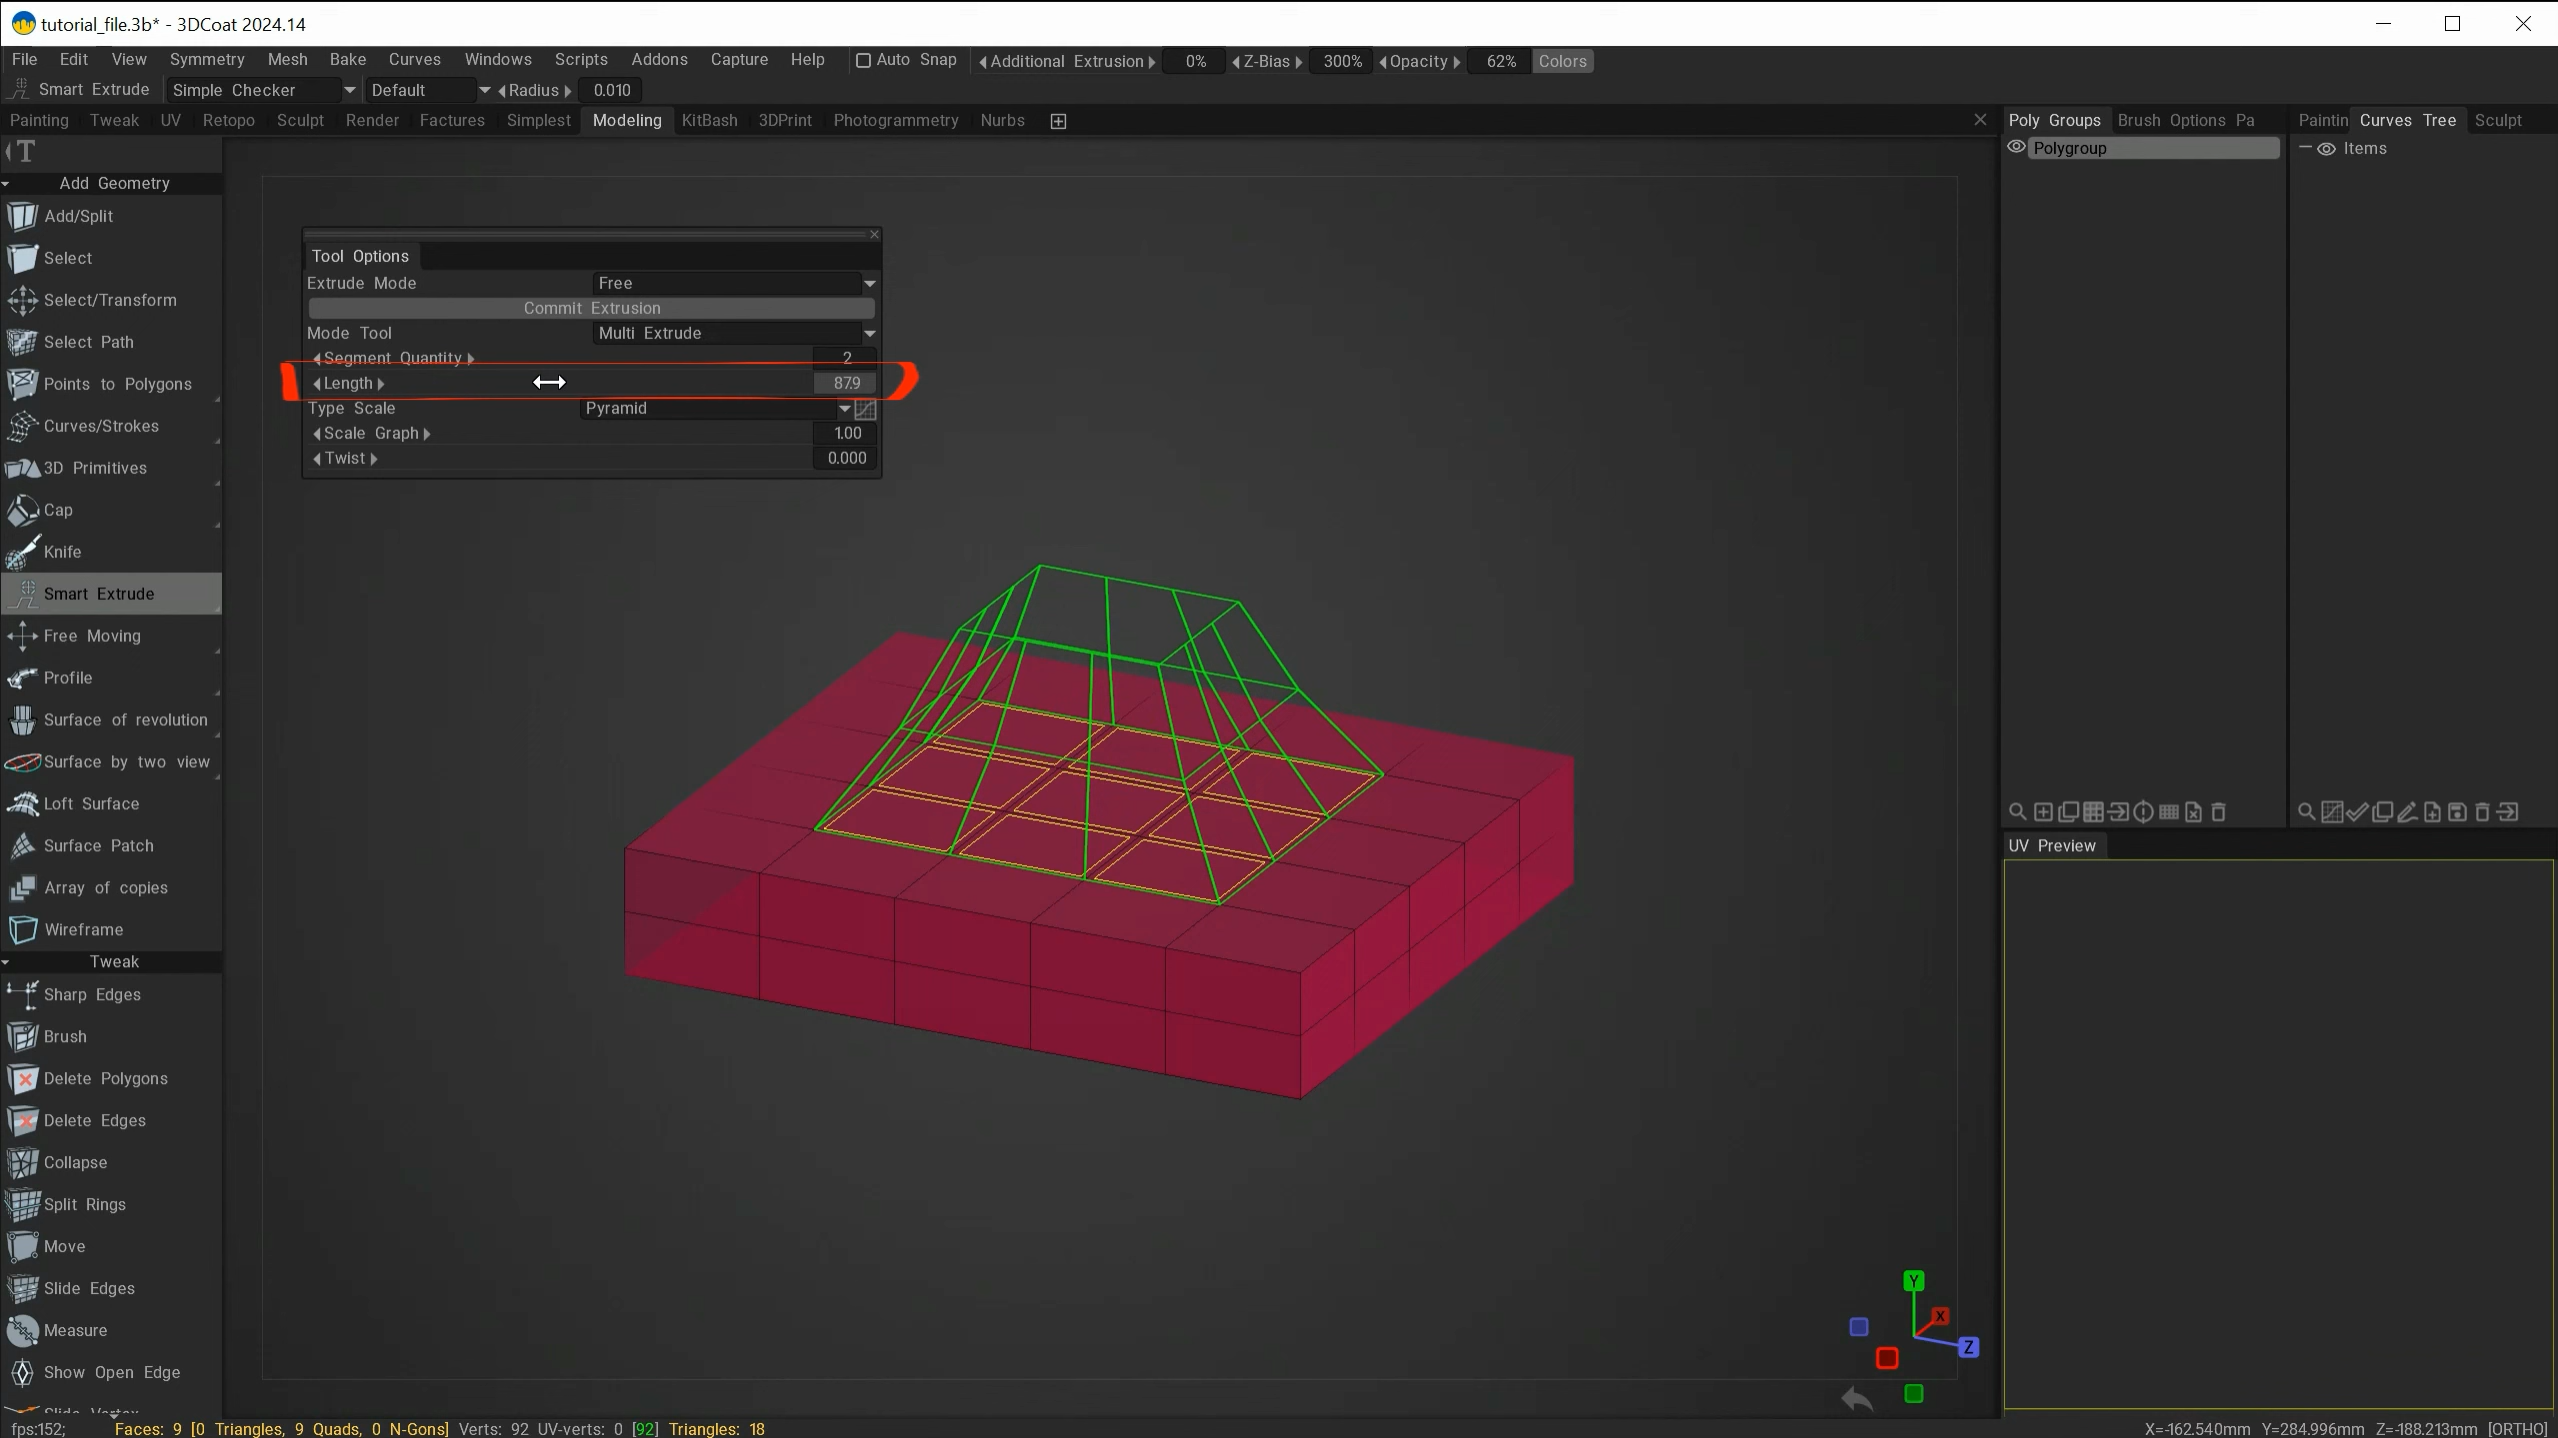 tutorial_file.3b* - 3DCoat 2024.14
File Edit View Symmetry Mesh Bake Curves Windows Scripts Addons Capture Help Auto Snap Additional Extrusion 0% Z-Bias 300% Opacity 62% Colors
Smart Extrude Simple Checker Default Radius 0.010
Painting Tweak UV Retopo Sculpt Render Factures Simplest Modeling KitBash 3DPrint Photogrammetry Nurbs
T
Add Geometry
Add/Split
Select
Select/Transform
Select Path
Points to Polygons
Curves/Strokes
3D Primitives
Cap
Knife
Smart Extrude
Free Moving
Profile
Surface of revolution
Surface by two view
Loft Surface
Surface Patch
Array of copies
Wireframe
Tweak
Sharp Edges
Brush
Delete Polygons
Delete Edges
Collapse
Split Rings
Move
Slide Edges
Measure
Show Open Edge
Tool Options
Extrude Mode Free
Commit Extrusion
Mode Tool Multi Extrude
Segment Quantity 2
Length 87.9
Type Scale Pyramid
Scale Graph 1.00
Twist 0.000
Y
X
Z
Poly Groups Brush Options Pa
Polygroup
Paintin Curves Tree Sculpt
Items
UV Preview
fps:152; Faces: 9 [0 Triangles, 9 Quads, 0 N-Gons] Verts: 92 UV-verts: 0 [92] Triangles: 18
X=-162.540mm Y=284.996mm Z=-188.213mm [ORTHO]